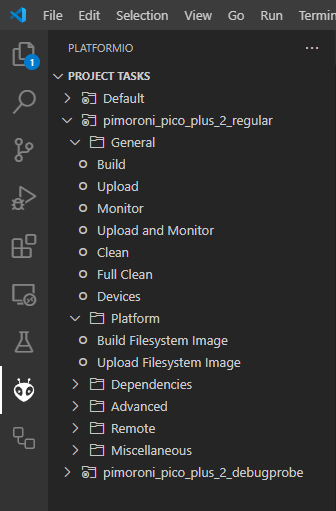 File Edit Selection View Go Run
PLATFORMIO
PROJECT TASKS
Default
pimoroni_pico_plus_2_regular
General
Build
Upload
Monitor
Upload and Monitor
Clean
Full Clean
Devices
Platform
Build Filesystem Image
Upload Filesystem Image
Dependencies
Advanced
Remote
Miscellaneous
pimoroni_pico_plus_2_debugprobe
1